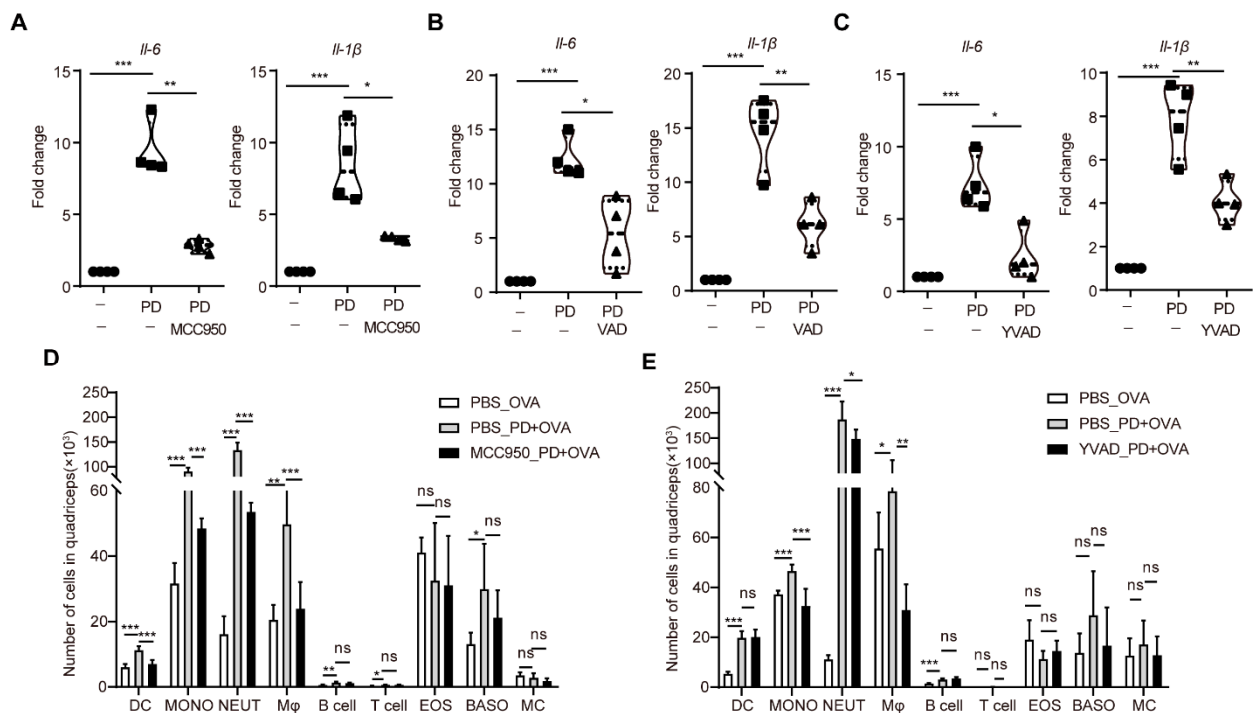 A
Il-6
Il-1β
Fold change
15
10
5
0
***
**
– PD PD
– – MCC950
Fold change
15
10
5
0
***
*
– PD PD
– – MCC950
B
Il-6
Il-1β
Fold change
20
15
10
5
0
***
*
– PD PD
– – VAD
Fold change
20
15
10
5
0
***
**
– PD PD
– – VAD
C
Il-6
Il-1β
Fold change
15
10
5
0
***
*
– PD PD
– – YVAD
Fold change
10
8
6
4
2
0
***
**
– PD PD
– – YVAD
D
Number of cells in quadriceps(×10³)
250
200
150
100
60
40
20
0
PBS_OVA
PBS_PD+OVA
MCC950_PD+OVA
*** *** *** *** *** *** ** *** ** ns * ns ns ns * ns ns ns
DC MONO NEUT Mφ B cell T cell EOS BASO MC
E
Number of cells in quadriceps(×10³)
250
200
150
100
80
60
40
20
0
PBS_OVA
PBS_PD+OVA
YVAD_PD+OVA
*** ns *** *** *** * * ** *** ns ns ns ns ns ns ns ns ns
DC MONO NEUT Mφ B cell T cell EOS BASO MC